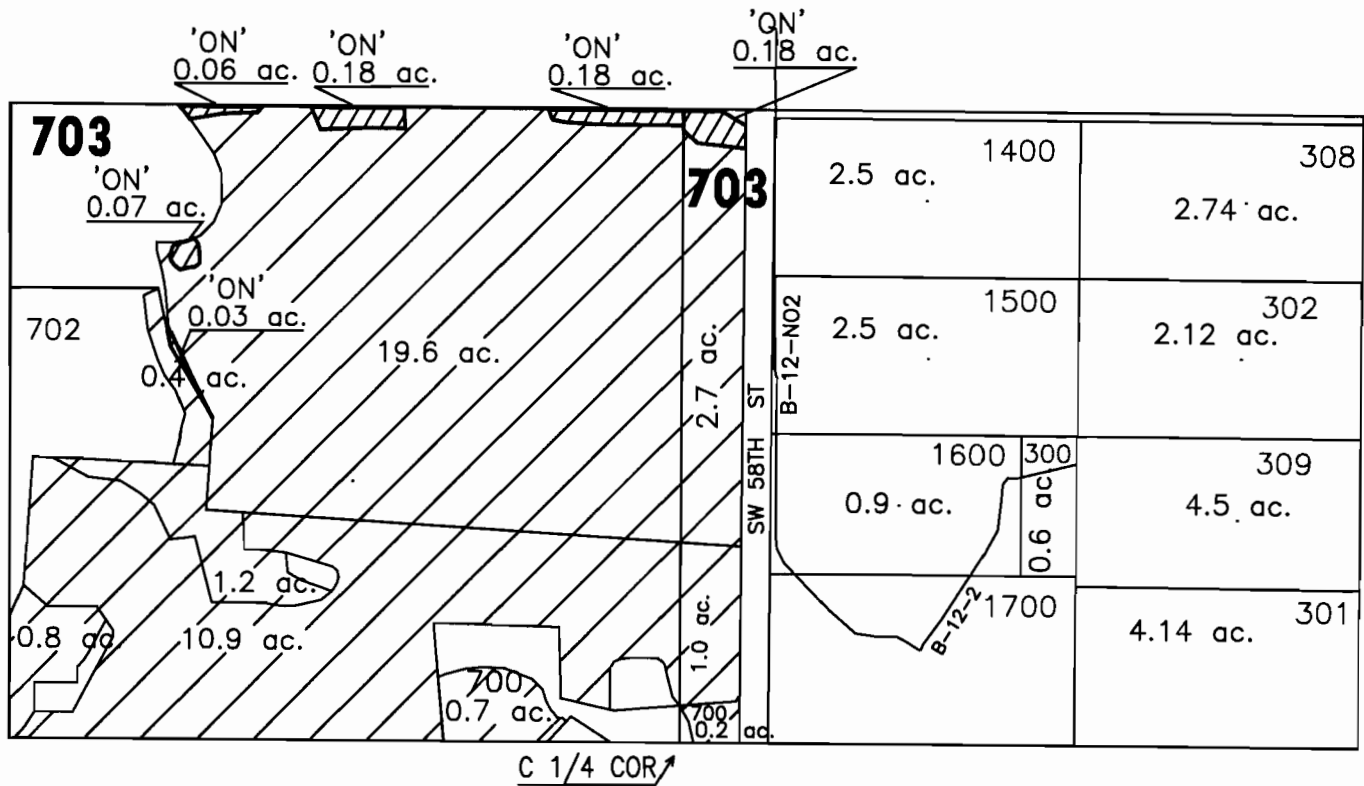 'ON'
0.06 ac.
'ON'
0.18 ac.
'ON'
0.18 ac.
'ON'
0.18 ac.
703
'ON'
0.07 ac.
703
1400
2.5 ac.
308
2.74 ac.
702
'ON'
0.03 ac.
0.4 ac.
19.6 ac.
2.7 ac.
SW 58TH ST
B-12-NO2
1500
2.5 ac.
302
2.12 ac.
1600
0.9 ac.
300
0.6 ac
309
4.5 ac.
1.2 ac.
0.8 ac.
10.9 ac.
1.0 ac.
700
0.7 ac.
700
0.2 ac.
B-12-2
1700
301
4.14 ac.
C 1/4 COR